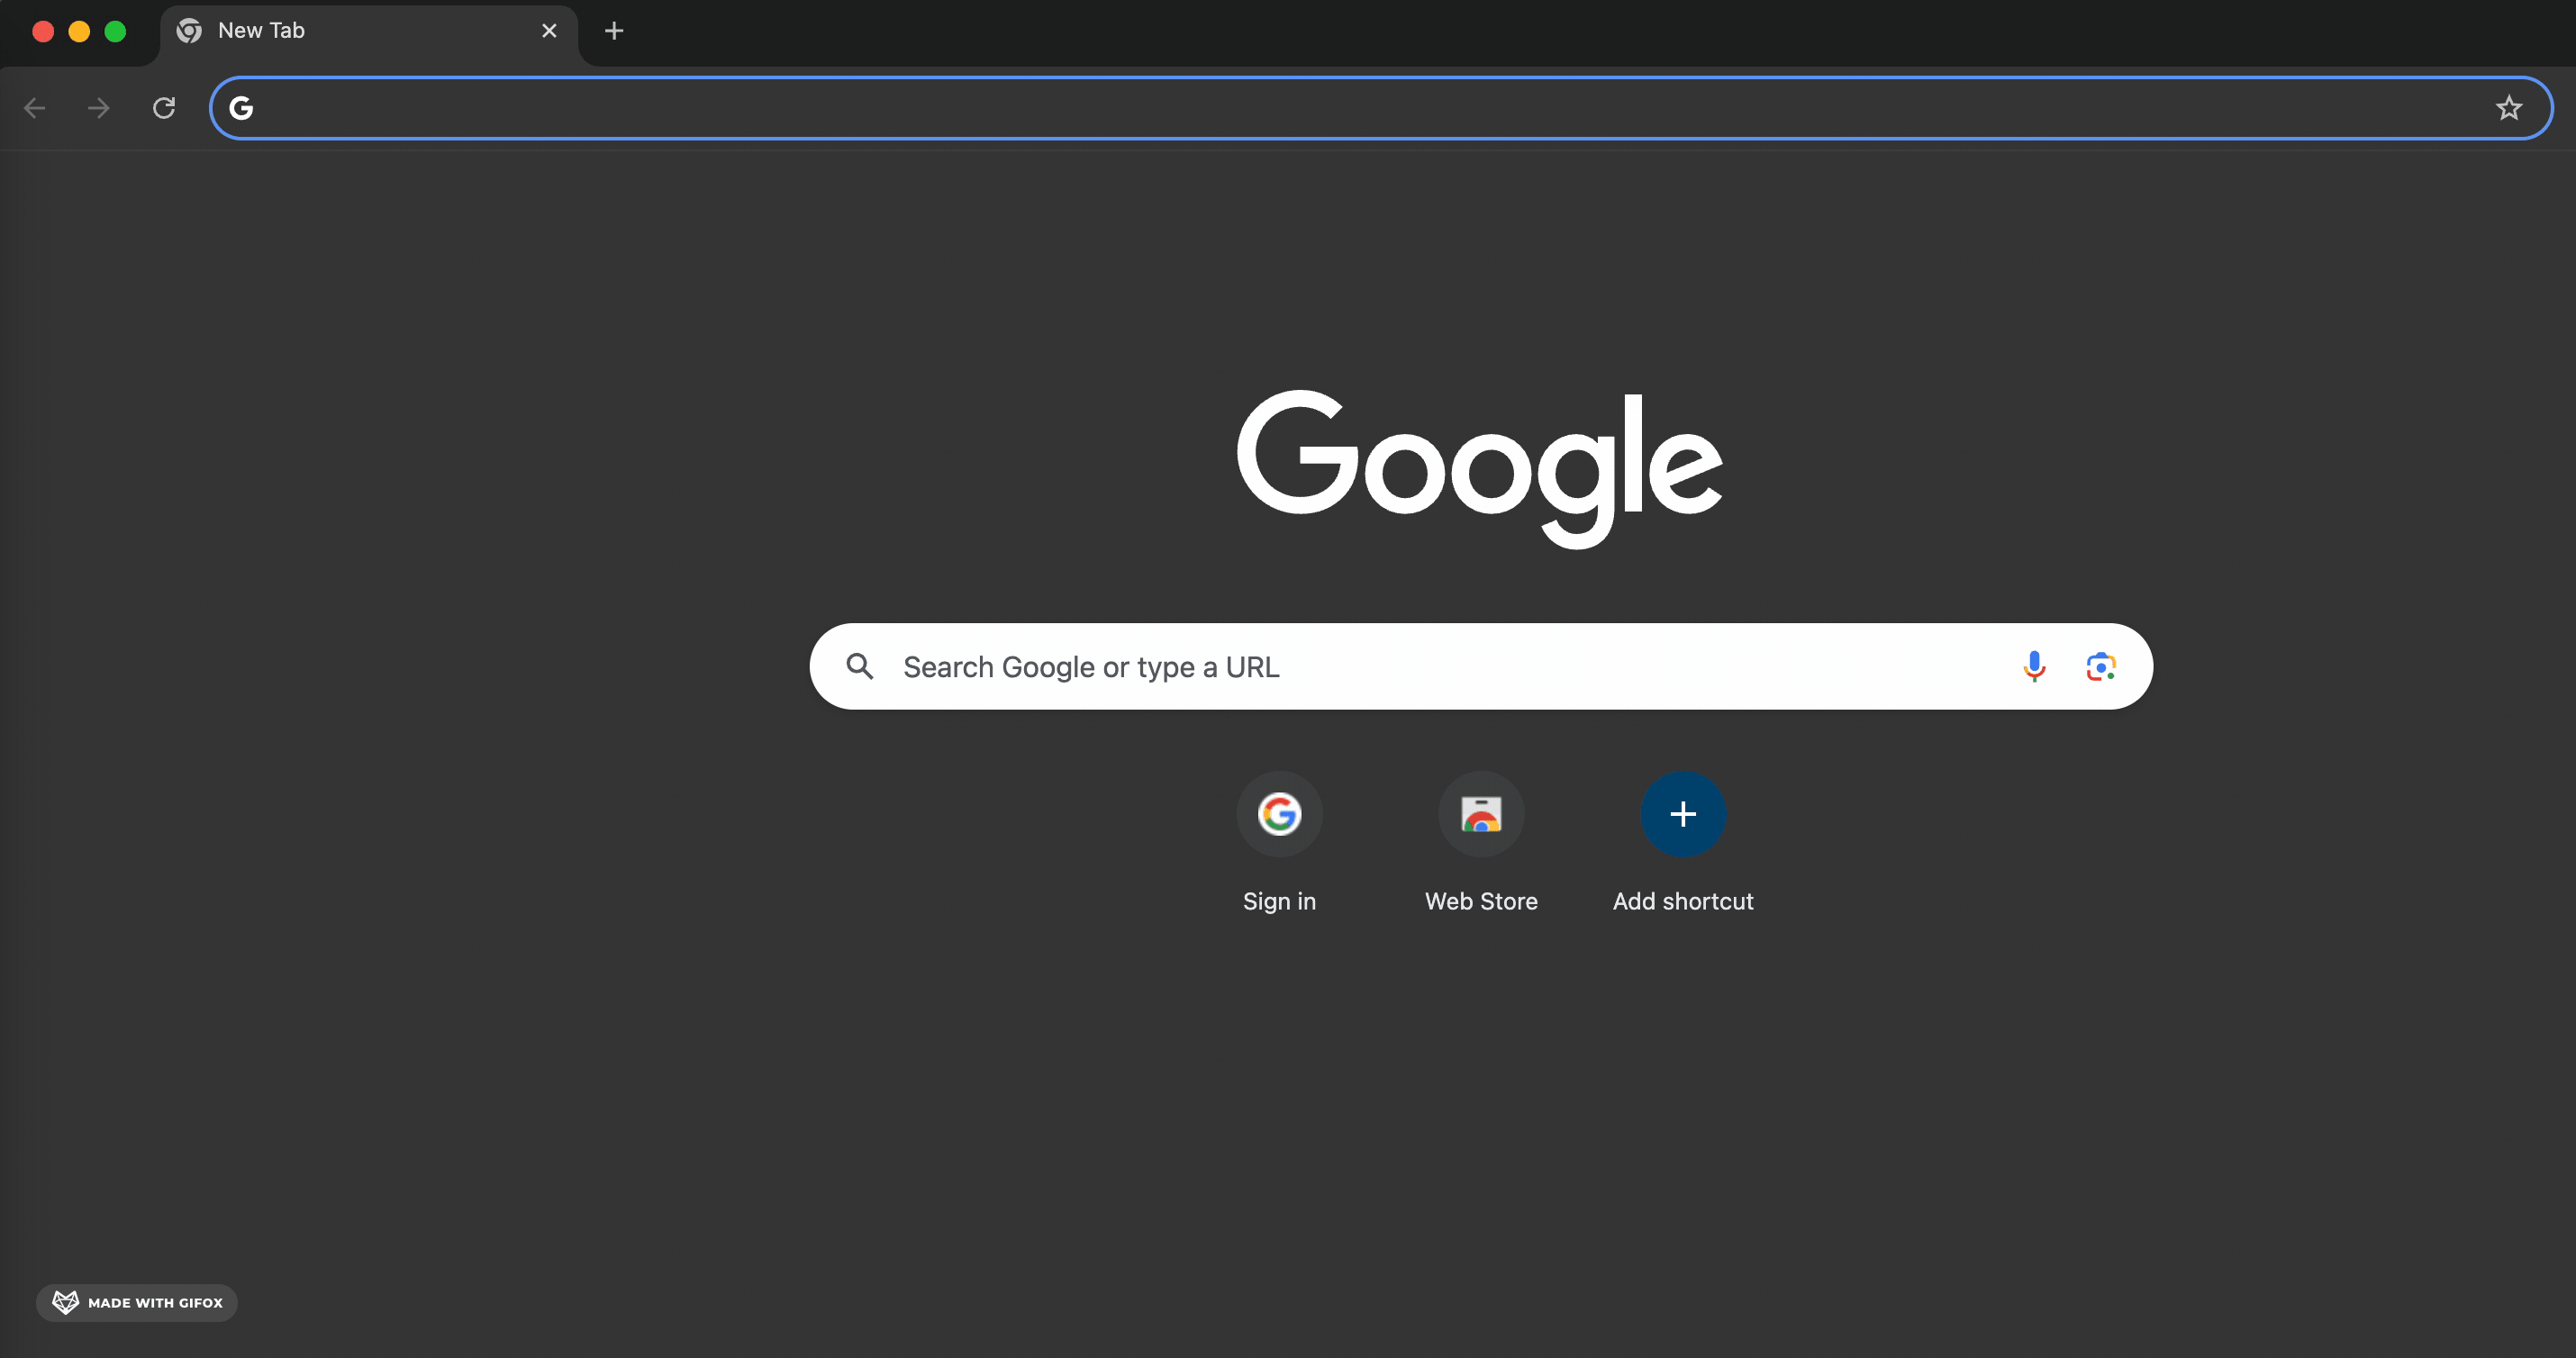 New Tab
Google
Search Google or type a URL
Sign in
Web Store
Add shortcut
MADE WITH GIFOX